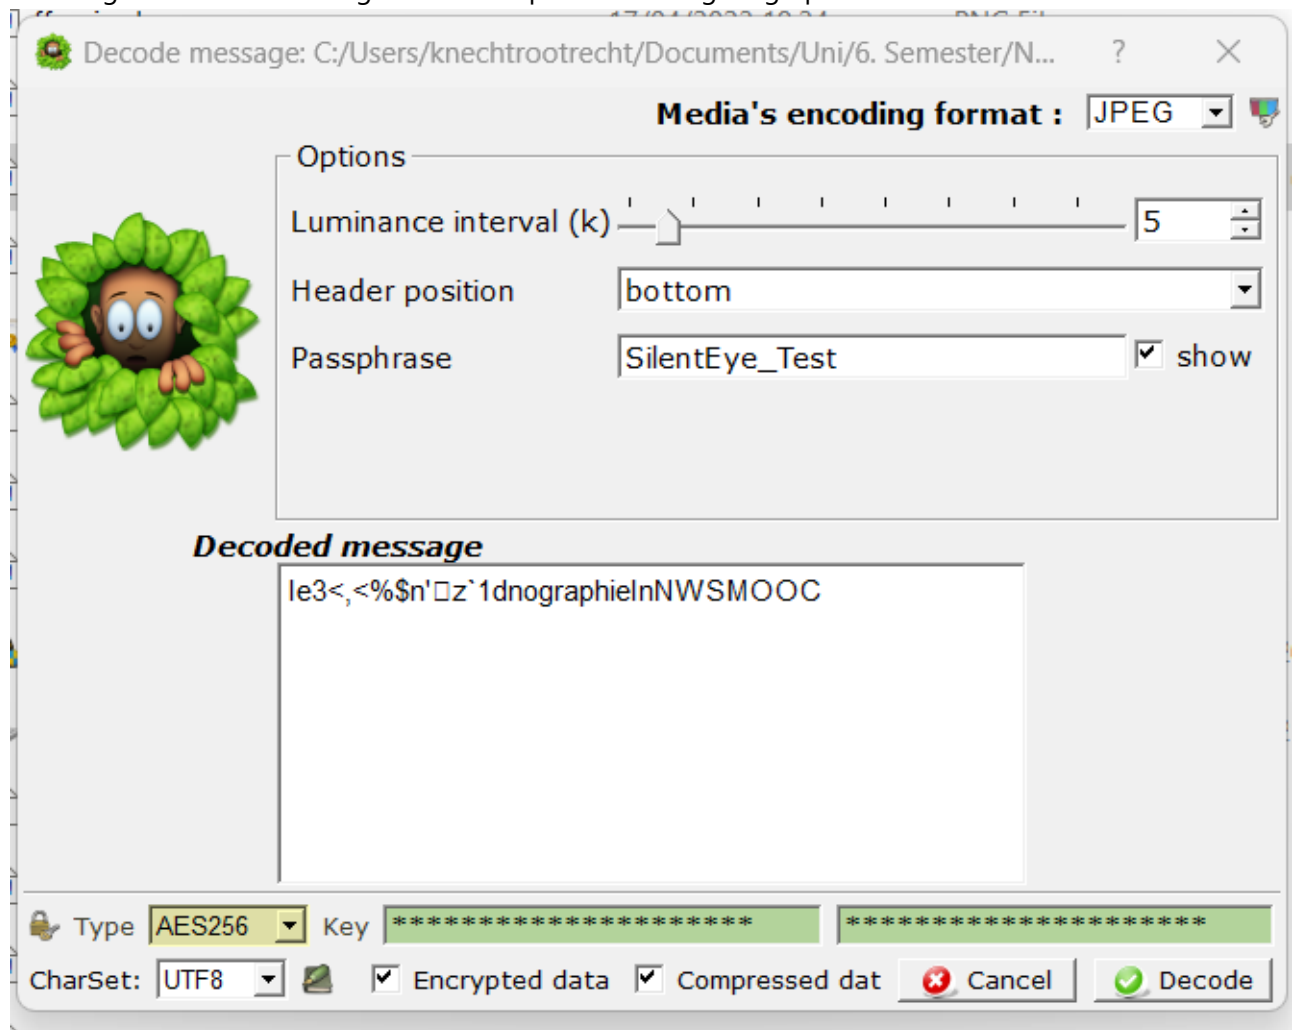 Decode message: C:/Users/knechtrootrecht/Documents/Uni/6. Semester/N... ?
Media's encoding format : JPEG
Options
Luminance interval (k) 5
Header position bottom
Passphrase SilentEye_Test show
Decoded message
le3<,<%$n'□z`1dnographieInNWSMOOC
Type AES256 Key ********************* *********************
CharSet: UTF8 Encrypted data Compressed dat Cancel Decode